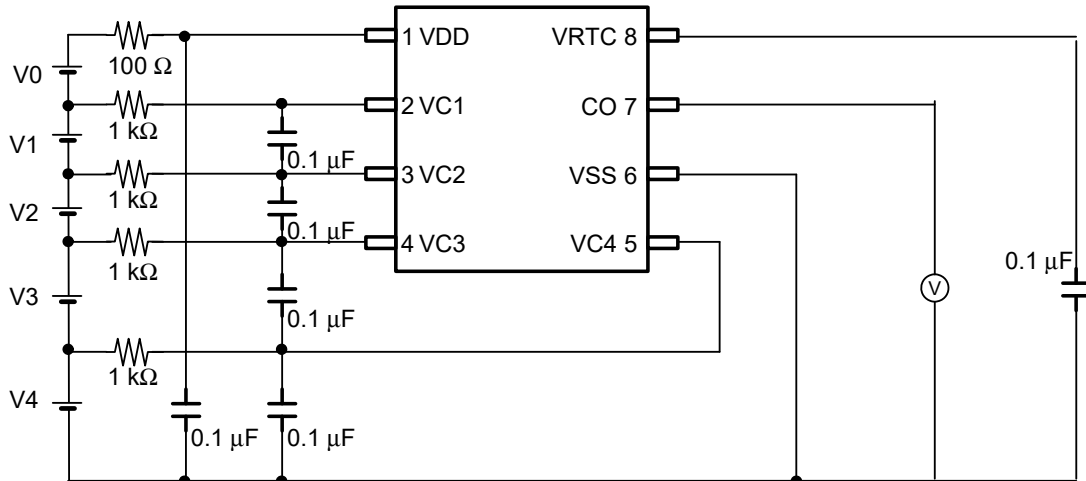 1 VDD
VRTC 8
V0
100 Ω
2 VC1
CO 7
V1
1 kΩ
0.1 μF
3 VC2
VSS 6
V2
1 kΩ
0.1 μF
4 VC3
VC4 5
1 kΩ
0.1 μF
V3
V
0.1 μF
1 kΩ
V4
0.1 μF
0.1 μF